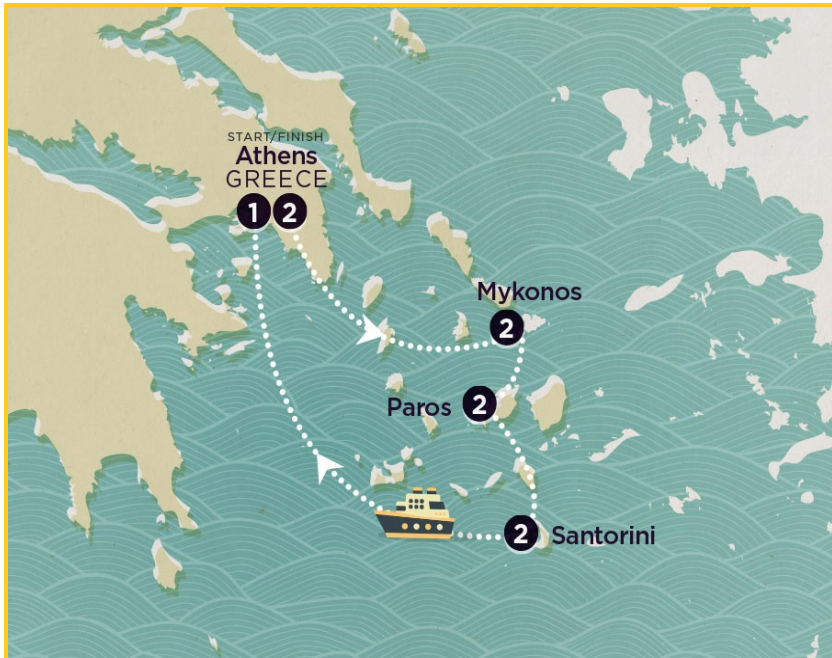 START/FINISH
Athens
GREECE
1 2
Mykonos
2
Paros 2
2 Santorini